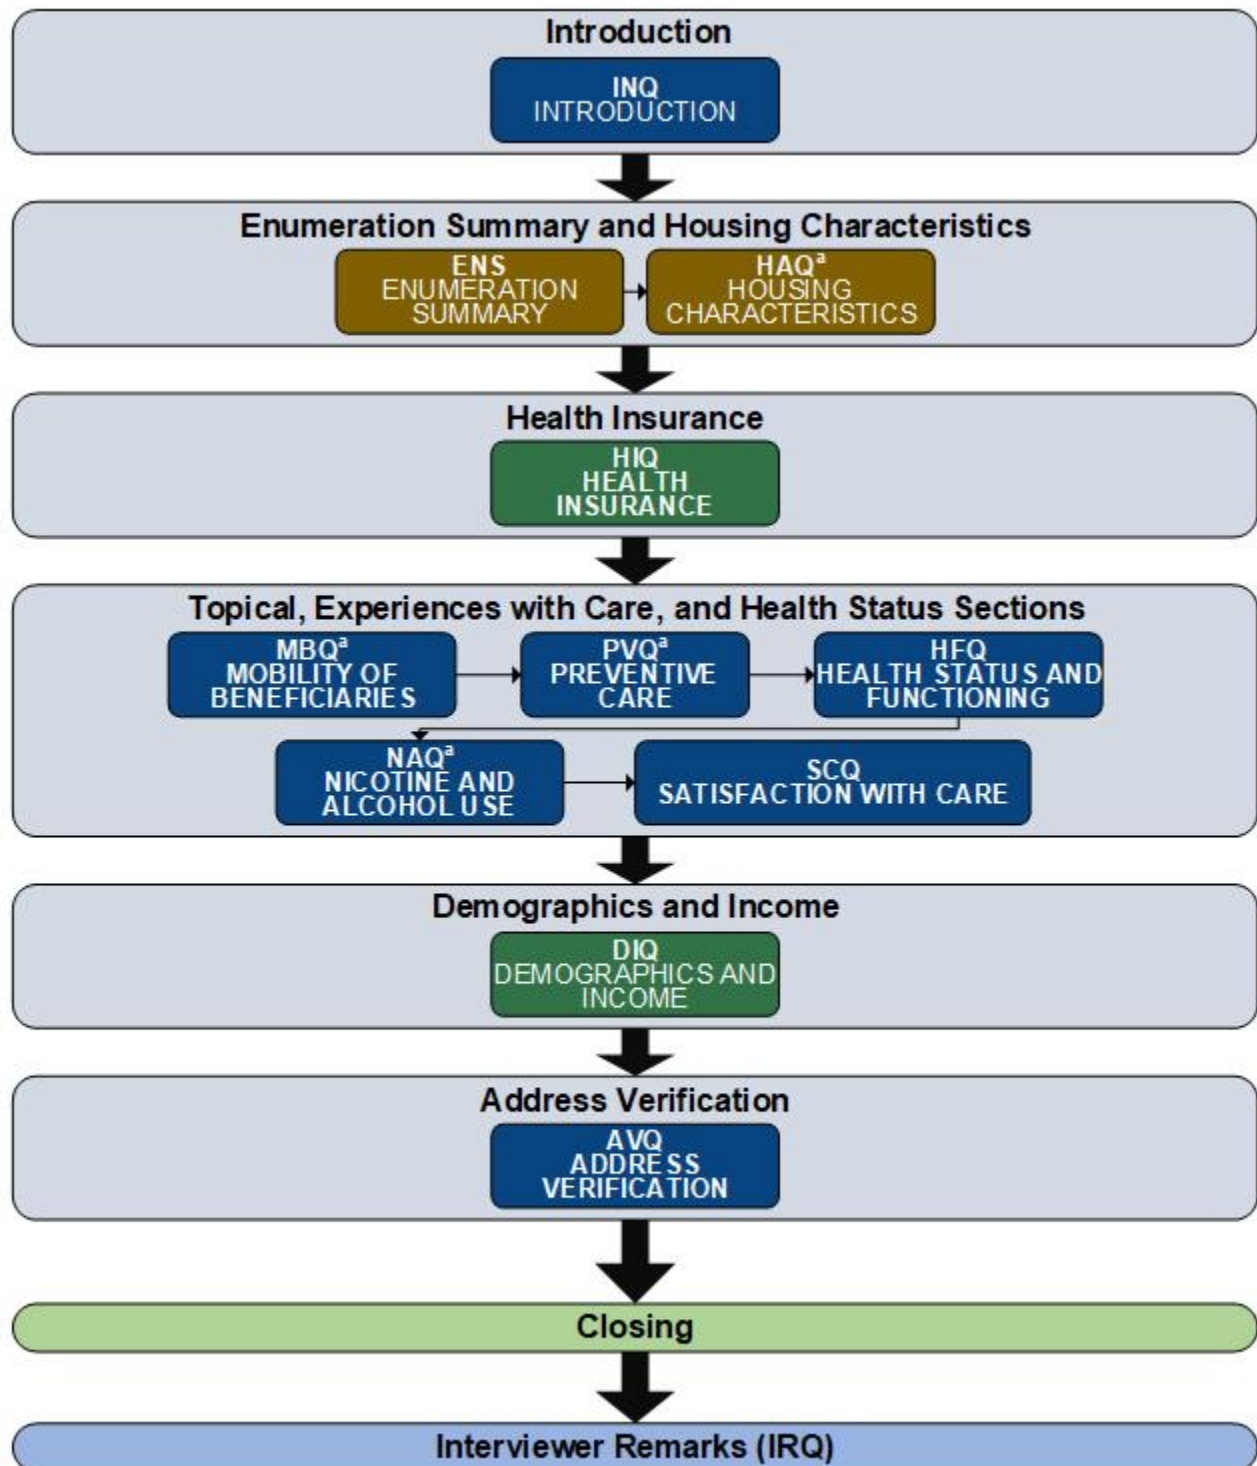 Introduction
INQ
INTRODUCTION
Enumeration Summary and Housing Characteristics
ENS
ENUMERATION
SUMMARY
HAQᵃ
HOUSING
CHARACTERISTICS
Health Insurance
HIQ
HEALTH
INSURANCE
Topical, Experiences with Care, and Health Status Sections
MBQᵃ
MOBILITY OF
BENEFICIARIES
PVQᵃ
PREVENTIVE
CARE
HFQ
HEALTH STATUS AND
FUNCTIONING
NAQᵃ
NICOTINE AND
ALCOHOL USE
SCQ
SATISFACTION WITH CARE
Demographics and Income
DIQ
DEMOGRAPHICS AND
INCOME
Address Verification
AVQ
ADDRESS
VERIFICATION
Closing
Interviewer Remarks (IRQ)